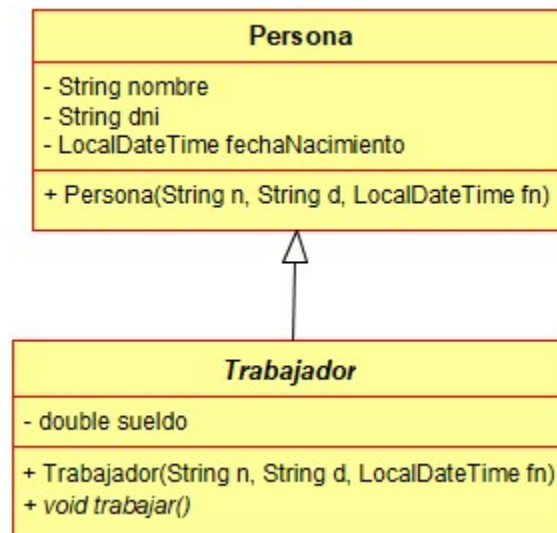 Persona
- String nombre
- String dni
- LocalDateTime fechaNacimiento
+ Persona(String n, String d, LocalDateTime fn)
Trabajador
- double sueldo
+ Trabajador(String n, String d, LocalDateTime fn)
+ void trabajar()